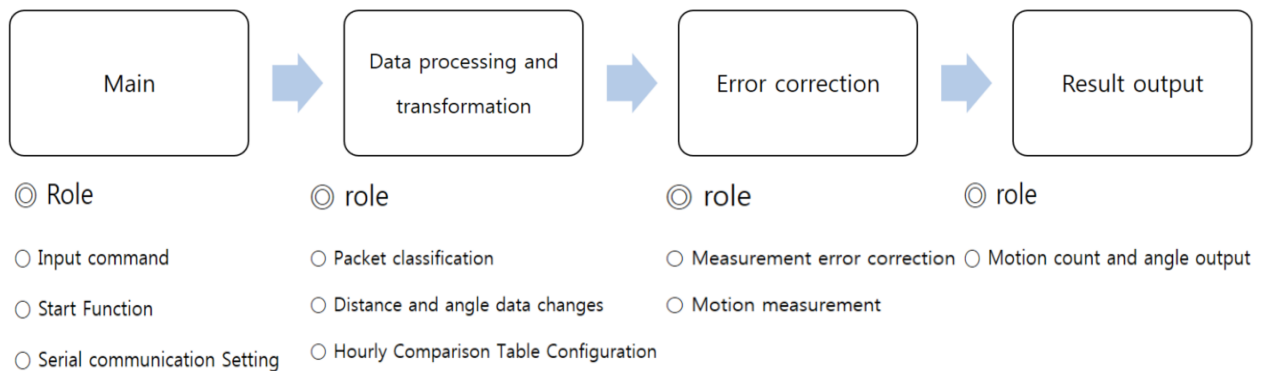 Main
Data processing and
transformation
Error correction
Result output
◎ Role
○ Input command
○ Start Function
○ Serial communication Setting
◎ role
○ Packet classification
○ Distance and angle data changes
○ Hourly Comparison Table Configuration
◎ role
○ Measurement error correction
○ Motion measurement
◎ role
○ Motion count and angle output